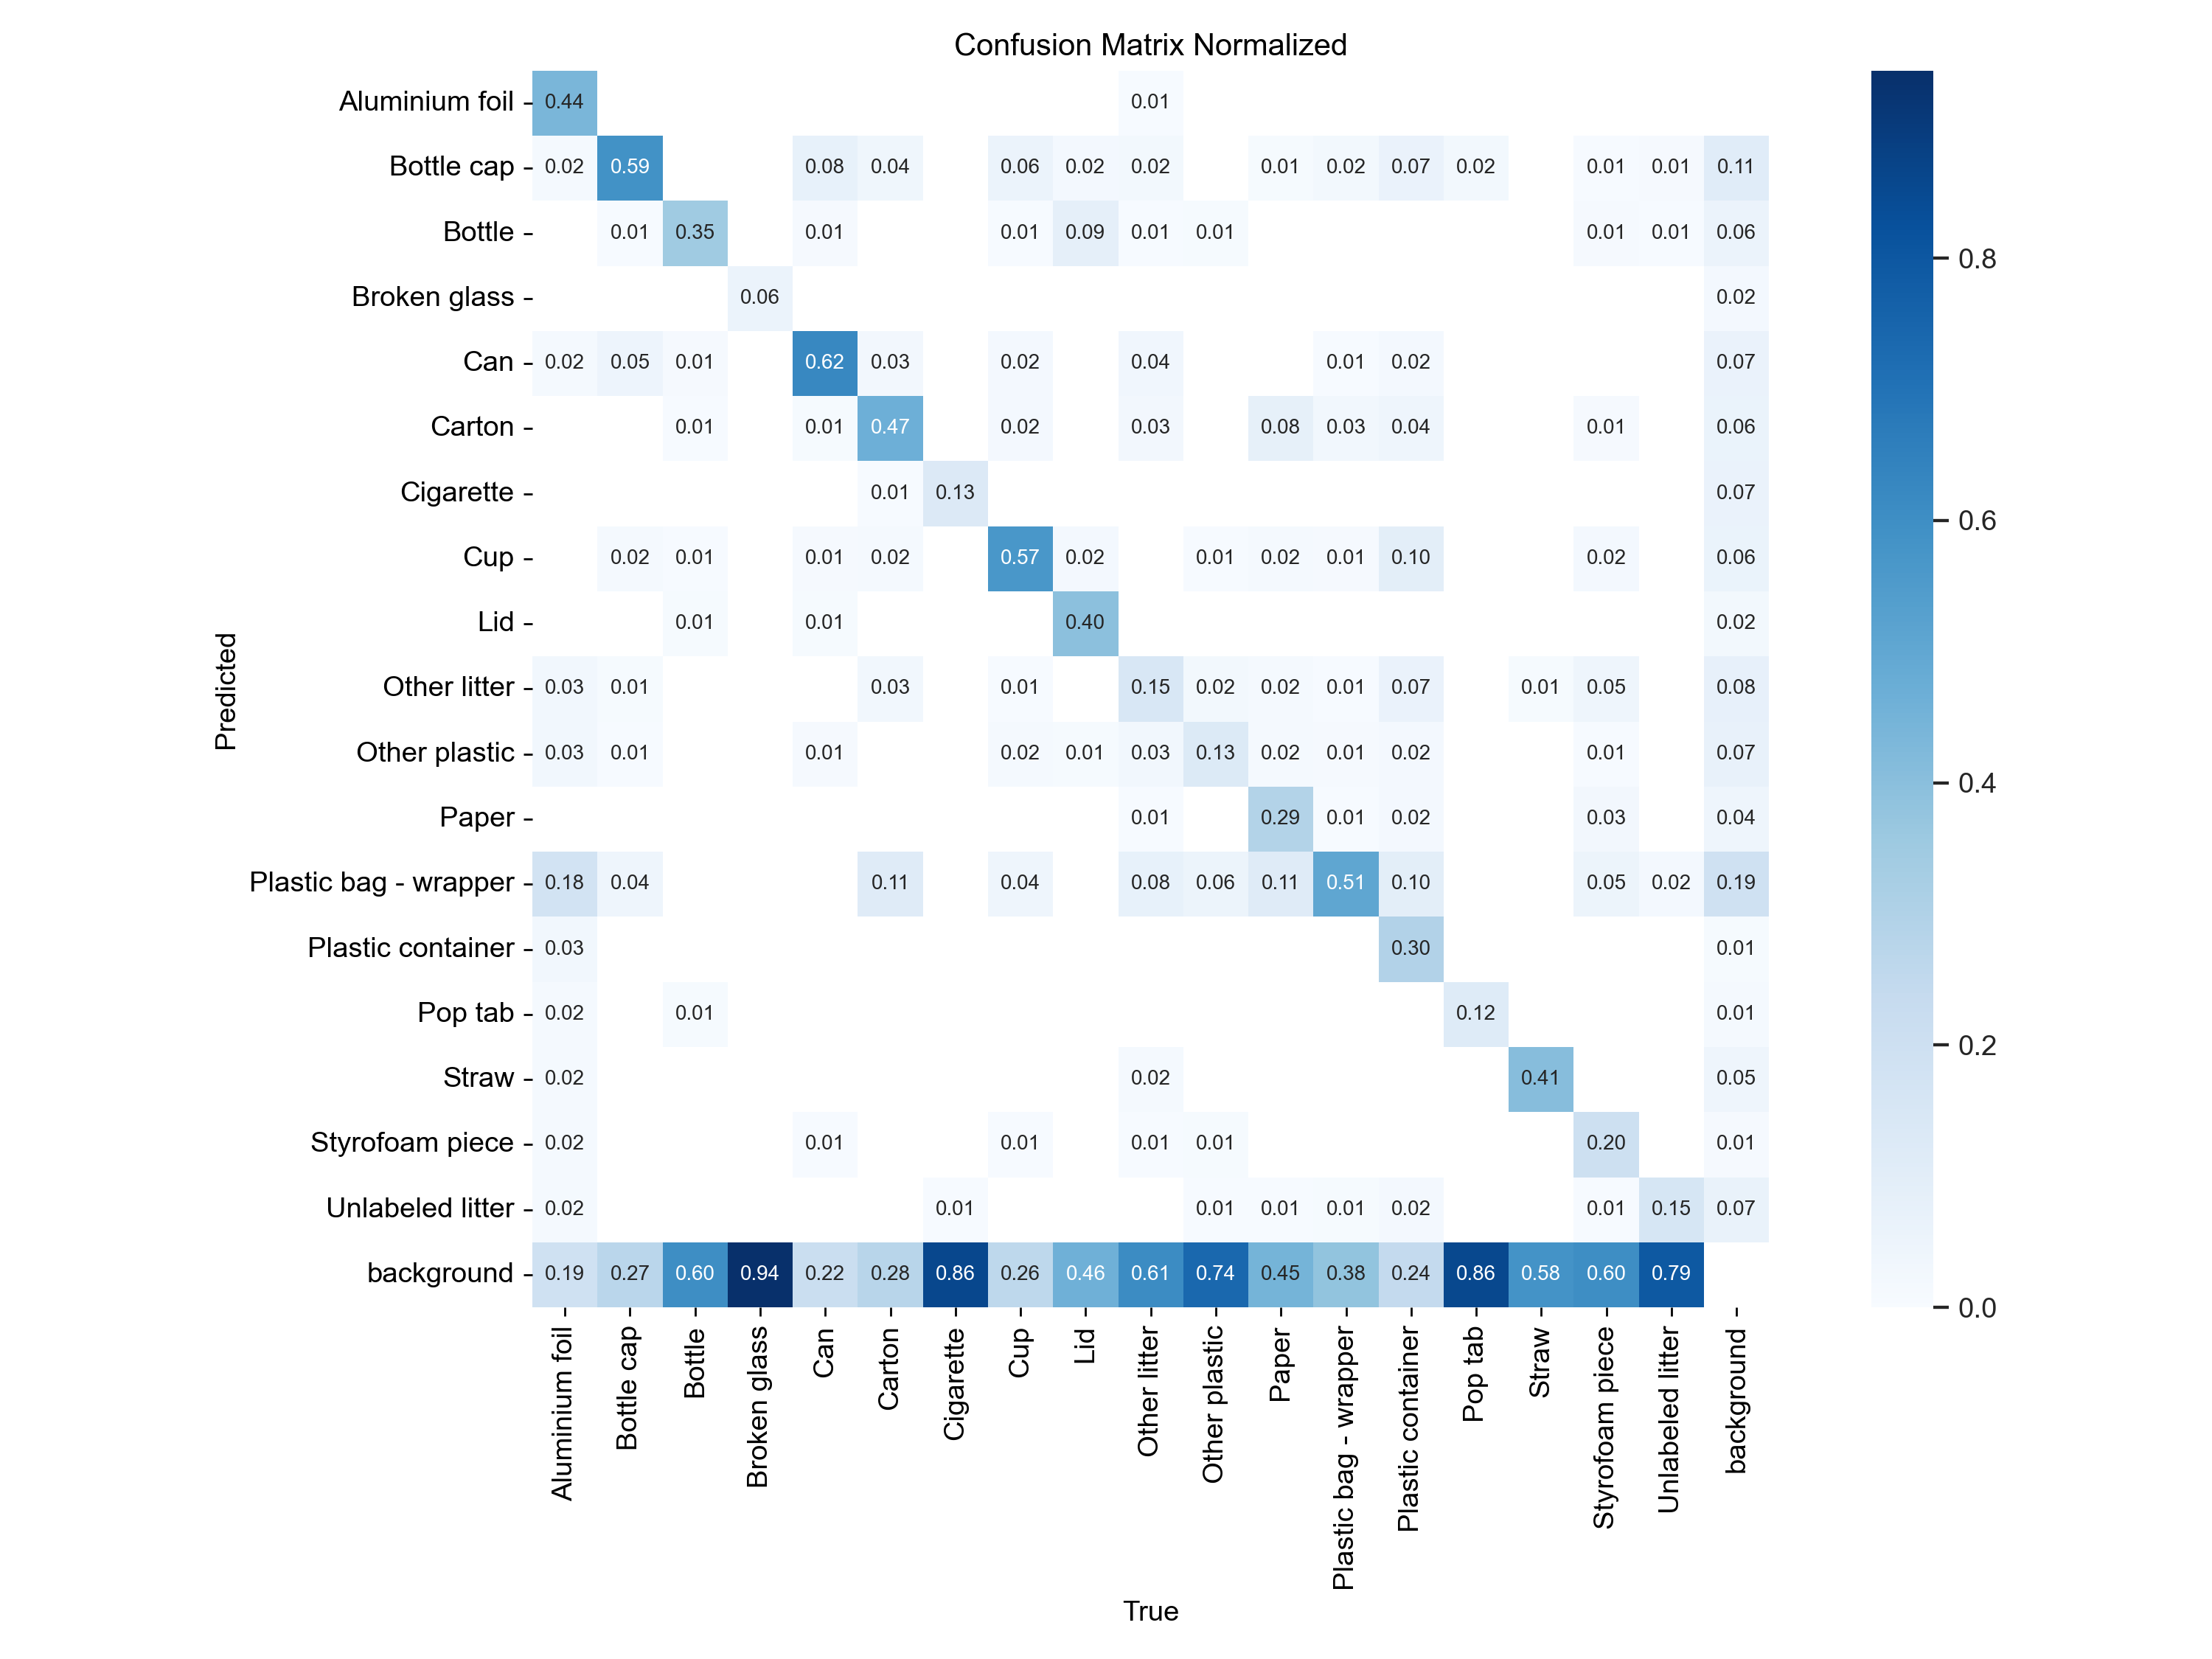 Confusion Matrix Normalized
Aluminium foil 0.44 0.01
Bottle cap 0.02 0.59 0.08 0.04 0.06 0.02 0.02 0.01 0.02 0.07 0.02 0.01 0.01 0.11
Bottle 0.01 0.35 0.01 0.01 0.09 0.01 0.01 0.01 0.01 0.06
Broken glass 0.06 0.02
Can 0.02 0.05 0.01 0.62 0.03 0.02 0.04 0.01 0.02 0.07
Carton 0.01 0.01 0.47 0.02 0.03 0.08 0.03 0.04 0.01 0.06
Cigarette 0.01 0.13 0.07
Cup 0.02 0.01 0.01 0.02 0.57 0.02 0.01 0.02 0.01 0.10 0.02 0.06
Lid 0.01 0.01 0.40 0.02
Other litter 0.03 0.01 0.03 0.01 0.15 0.02 0.02 0.01 0.07 0.01 0.05 0.08
Other plastic 0.03 0.01 0.01 0.02 0.01 0.03 0.13 0.02 0.01 0.02 0.01 0.07
Paper 0.01 0.29 0.01 0.02 0.03 0.04
Plastic bag - wrapper 0.18 0.04 0.11 0.04 0.08 0.06 0.11 0.51 0.10 0.05 0.02 0.19
Plastic container 0.03 0.30 0.01
Pop tab 0.02 0.01 0.12 0.01
Straw 0.02 0.02 0.41 0.05
Styrofoam piece 0.02 0.01 0.01 0.01 0.01 0.20 0.01
Unlabeled litter 0.02 0.01 0.01 0.01 0.01 0.02 0.01 0.15 0.07
background 0.19 0.27 0.60 0.94 0.22 0.28 0.86 0.26 0.46 0.61 0.74 0.45 0.38 0.24 0.86 0.58 0.60 0.79
Predicted
Aluminium foil
Bottle cap
Bottle
Broken glass
Can
Carton
Cigarette
Cup
Lid
Other litter
Other plastic
Paper
Plastic bag - wrapper
Plastic container
Pop tab
Straw
Styrofoam piece
Unlabeled litter
background
True
0.8
0.6
0.4
0.2
0.0